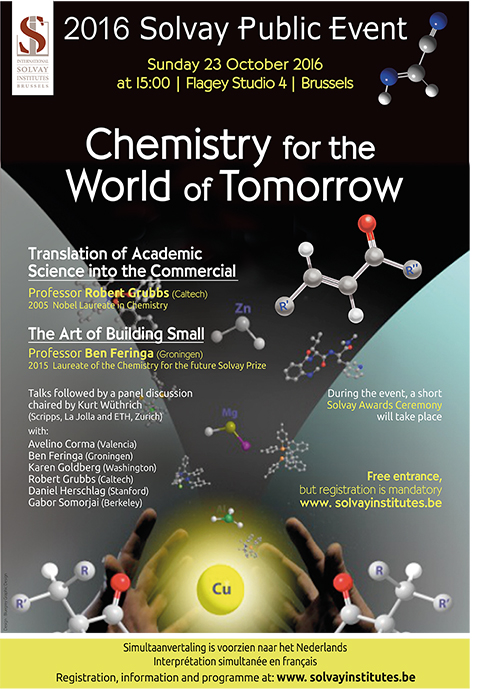 INTERNATIONAL
SOLVAY
INSTITUTES
BRUSSELS
2016 Solvay Public Event
Sunday 23 October 2016
at 15:00 | Flagey Studio 4 | Brussels
Chemistry for the
World of Tomorrow
Translation of Academic
Science into the Commercial
Professor Robert Grubbs (Caltech)
2005 Nobel Laureate in Chemistry
The Art of Building Small
Professor Ben Feringa (Groningen)
2015 Laureate of the Chemistry for the future Solvay Prize
Talks followed by a panel discussion
chaired by Kurt Wüthrich
(Scripps, La Jolla and ETH, Zürich)
with:
Avelino Corma (Valencia)
Ben Feringa (Groningen)
Karen Goldberg (Washington)
Robert Grubbs (Caltech)
Daniel Herschlag (Stanford)
Gabor Somorjai (Berkeley)
R'
R''
Zn
Mg
During the event, a short
Solvay Awards Ceremony
will take place
Free entrance,
but registration is mandatory
www. solvayinstitutes.be
Al
Cu
R
R'
R
R'
Simultaanvertaling is voorzien naar het Nederlands
Interprétation simultanée en français
Registration, information and programme at: www. solvayinstitutes.be